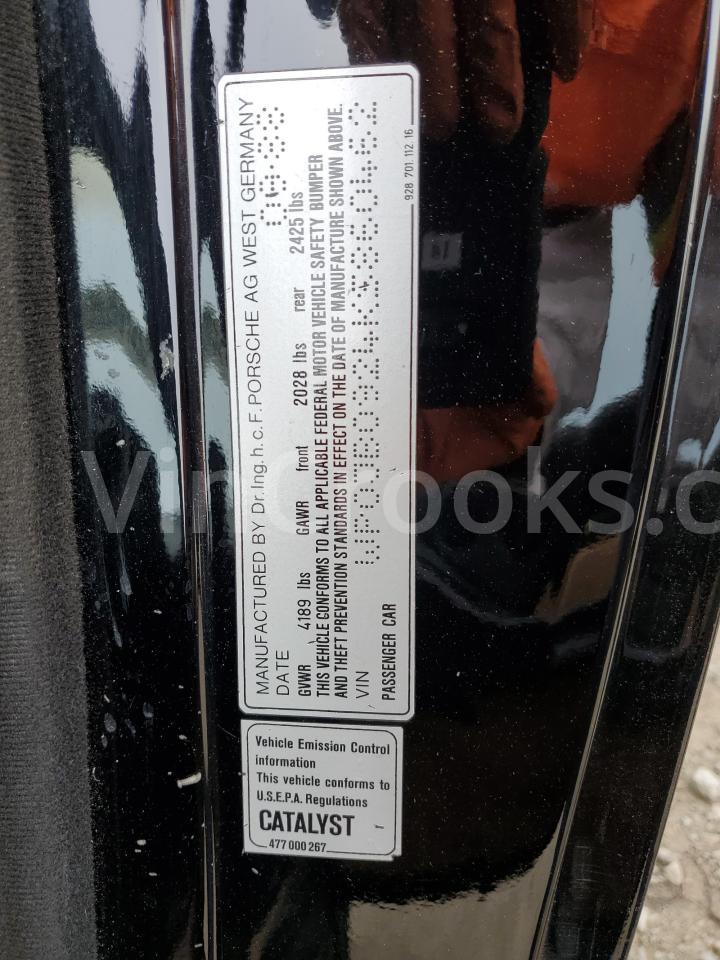 MANUFACTURED BY Dr.Ing.h.c.F.PORSCHE AG WEST GERMANY
DATE
GVWR 4189 lbs GAWR front 2028 lbs rear 2425 lbs
THIS VEHICLE CONFORMS TO ALL APPLICABLE FEDERAL MOTOR VEHICLE SAFETY BUMPER
AND THEFT PREVENTION STANDARDS IN EFFECT ON THE DATE OF MANUFACTURE SHOWN ABOVE.
VIN WP0JB0924KS860462
PASSENGER CAR
928 701.112.16
Vehicle Emission Control
information
This vehicle conforms to
U.S.E.P.A. Regulations
CATALYST
477 000 267
VinCrooks.c